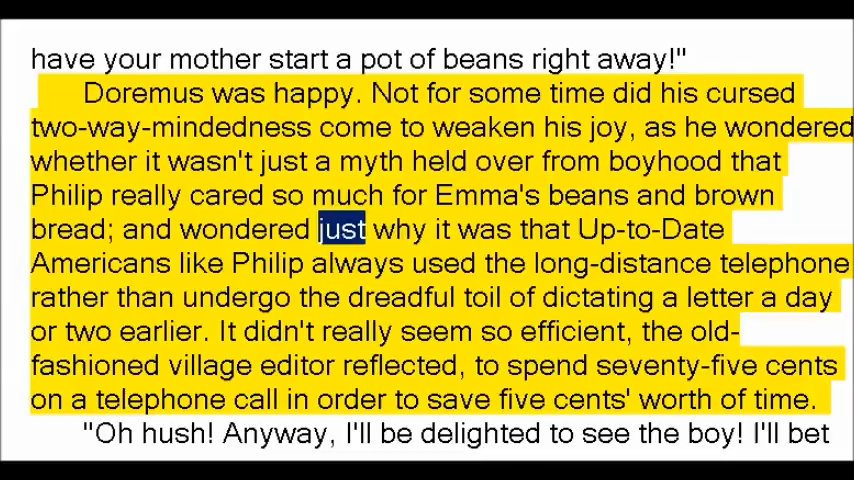 have your mother start a pot of beans right away!"
Doremus was happy. Not for some time did his cursed
two-way-mindedness come to weaken his joy, as he wondered
whether it wasn't just a myth held over from boyhood that
Philip really cared so much for Emma's beans and brown
bread; and wondered just why it was that Up-to-Date
Americans like Philip always used the long-distance telephone
rather than undergo the dreadful toil of dictating a letter a day
or two earlier. It didn't really seem so efficient, the old-
fashioned village editor reflected, to spend seventy-five cents
on a telephone call in order to save five cents' worth of time.
"Oh hush! Anyway, I'll be delighted to see the boy! I'll bet